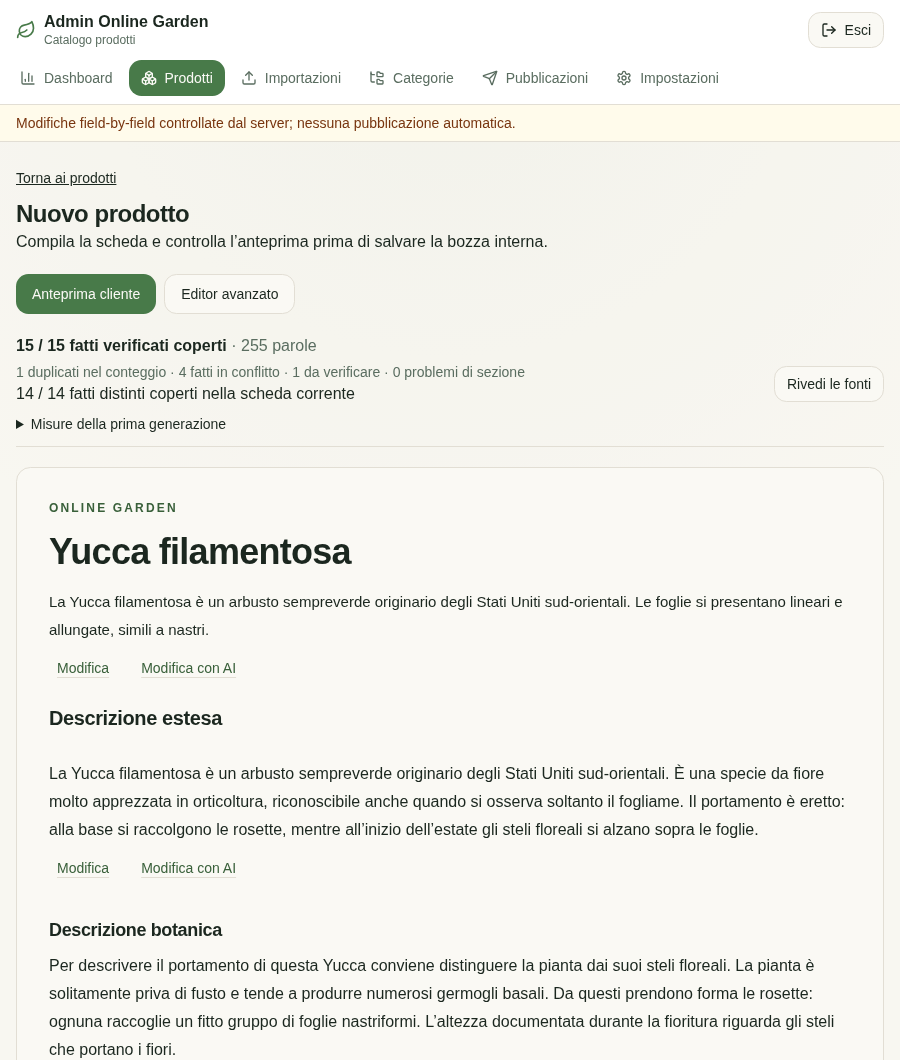 Admin Online Garden
Catalogo prodotti
Esci
Dashboard
Prodotti
Importazioni
Categorie
Pubblicazioni
Impostazioni
Modifiche field-by-field controllate dal server; nessuna pubblicazione automatica.
Torna ai prodotti
Nuovo prodotto
Compila la scheda e controlla l’anteprima prima di salvare la bozza interna.
Anteprima cliente
Editor avanzato
15 / 15 fatti verificati coperti · 255 parole
1 duplicati nel conteggio · 4 fatti in conflitto · 1 da verificare · 0 problemi di sezione
14 / 14 fatti distinti coperti nella scheda corrente
Rivedi le fonti
Misure della prima generazione
ONLINE GARDEN
Yucca filamentosa
La Yucca filamentosa è un arbusto sempreverde originario degli Stati Uniti sud-orientali. Le foglie si presentano lineari e
allungate, simili a nastri.
Modifica
Modifica con AI
Descrizione estesa
La Yucca filamentosa è un arbusto sempreverde originario degli Stati Uniti sud-orientali. È una specie da fiore
molto apprezzata in orticoltura, riconoscibile anche quando si osserva soltanto il fogliame. Il portamento è eretto:
alla base si raccolgono le rosette, mentre all’inizio dell’estate gli steli floreali si alzano sopra le foglie.
Modifica
Modifica con AI
Descrizione botanica
Per descrivere il portamento di questa Yucca conviene distinguere la pianta dai suoi steli floreali. La pianta è
solitamente priva di fusto e tende a produrre numerosi germogli basali. Da questi prendono forma le rosette:
ognuna raccoglie un fitto gruppo di foglie nastriformi. L’altezza documentata durante la fioritura riguarda gli steli
che portano i fiori.